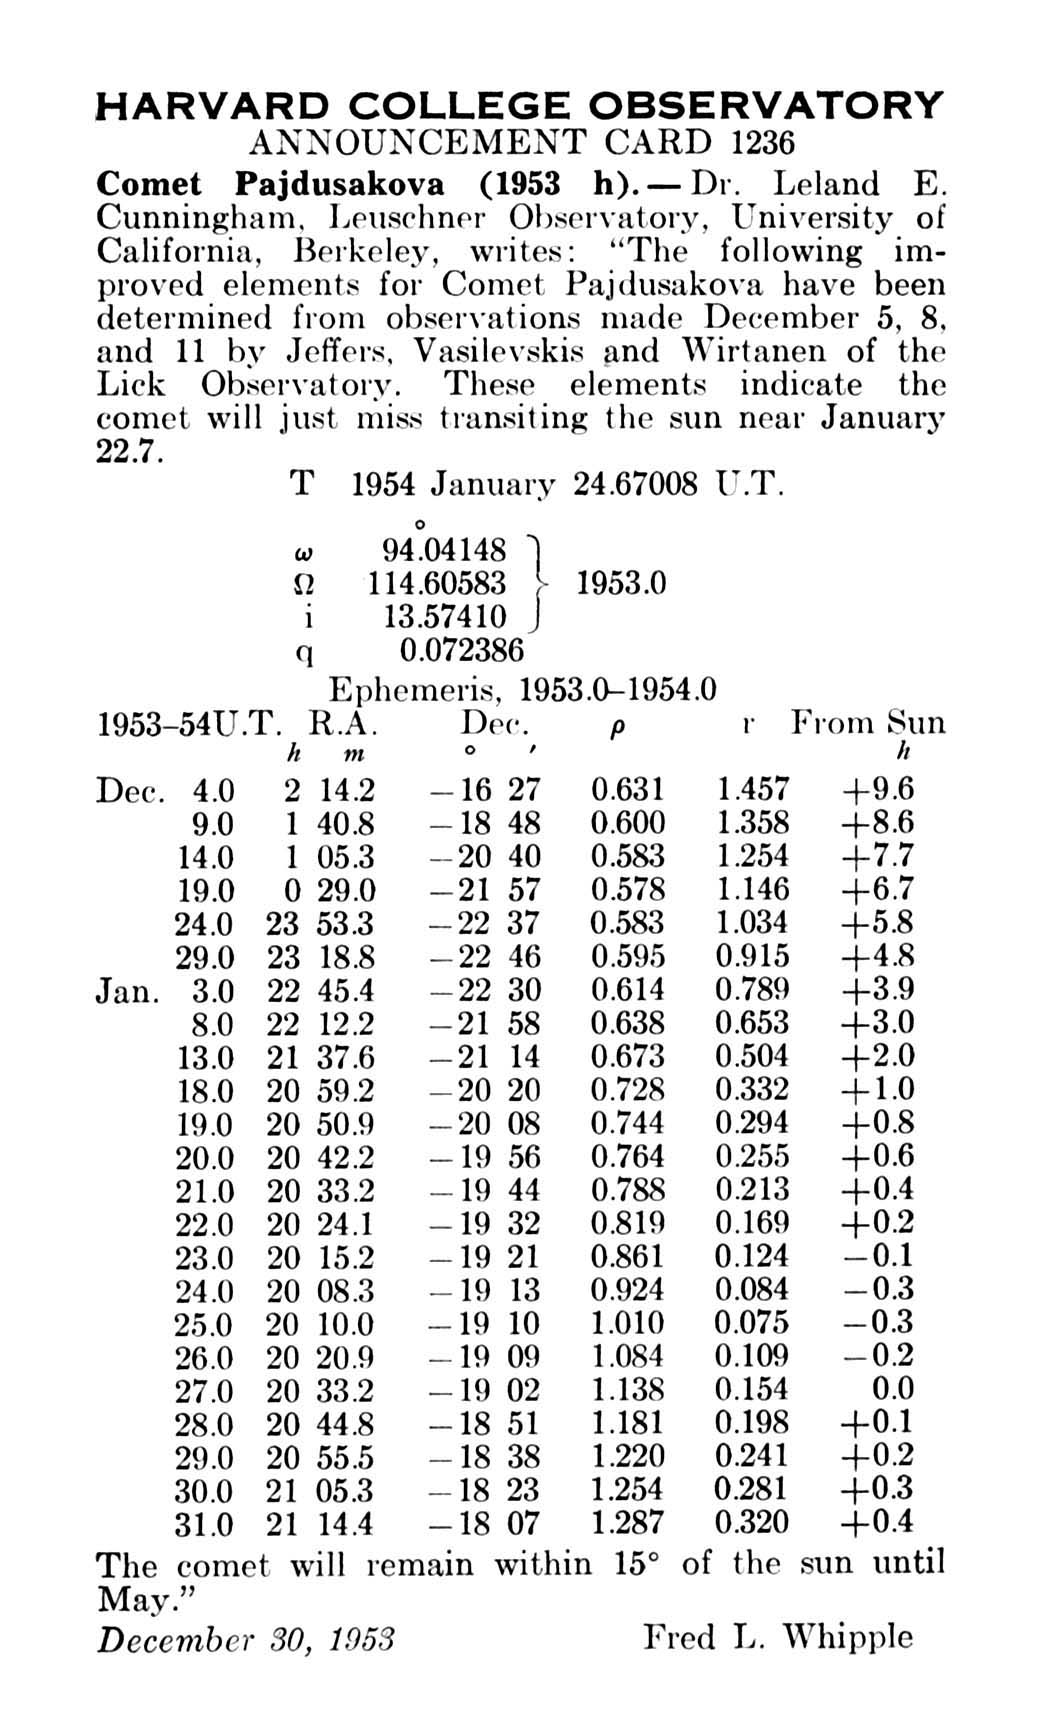 HARVARD COLLEGE OBSERVATORY
ANNOUNCEMENT CARD 1236
Comet Pajdusakova (1953 h).— Dr. Leland E.
Cunningham, Leuschner Observatory, University of
California, Berkeley, writes: “The following im-
proved elements for Comet Pajdusakova have been
determined from observations made December 5, 8,
and 11 by Jeffers, Vasilevskis and Wirtanen of the
Lick Observatory. These elements indicate the
comet will just miss transiting the sun near January
22.7.
T 1954 January 24.67008 U.T.
°
ω 94.04148
Ω 114.60583 } 1953.0
i 13.57410
q 0.072386
Ephemeris, 1953.0–1954.0
1953–54U.T. R.A. Dec. ρ r From Sun
h m ° ′ h
Dec. 4.0 2 14.2 —16 27 0.631 1.457 +9.6
9.0 1 40.8 —18 48 0.600 1.358 +8.6
14.0 1 05.3 —20 40 0.583 1.254 +7.7
19.0 0 29.0 —21 57 0.578 1.146 +6.7
24.0 23 53.3 —22 37 0.583 1.034 +5.8
29.0 23 18.8 —22 46 0.595 0.915 +4.8
Jan. 3.0 22 45.4 —22 30 0.614 0.789 +3.9
8.0 22 12.2 —21 58 0.638 0.653 +3.0
13.0 21 37.6 —21 14 0.673 0.504 +2.0
18.0 20 59.2 —20 20 0.728 0.332 +1.0
19.0 20 50.9 —20 08 0.744 0.294 +0.8
20.0 20 42.2 —19 56 0.764 0.255 +0.6
21.0 20 33.2 —19 44 0.788 0.213 +0.4
22.0 20 24.1 —19 32 0.819 0.169 +0.2
23.0 20 15.2 —19 21 0.861 0.124 —0.1
24.0 20 08.3 —19 13 0.924 0.084 —0.3
25.0 20 10.0 —19 10 1.010 0.075 —0.3
26.0 20 20.9 —19 09 1.084 0.109 —0.2
27.0 20 33.2 —19 02 1.138 0.154 0.0
28.0 20 44.8 —18 51 1.181 0.198 +0.1
29.0 20 55.5 —18 38 1.220 0.241 +0.2
30.0 21 05.3 —18 23 1.254 0.281 +0.3
31.0 21 14.4 —18 07 1.287 0.320 +0.4
The comet will remain within 15° of the sun until
May.”
December 30, 1953 Fred L. Whipple